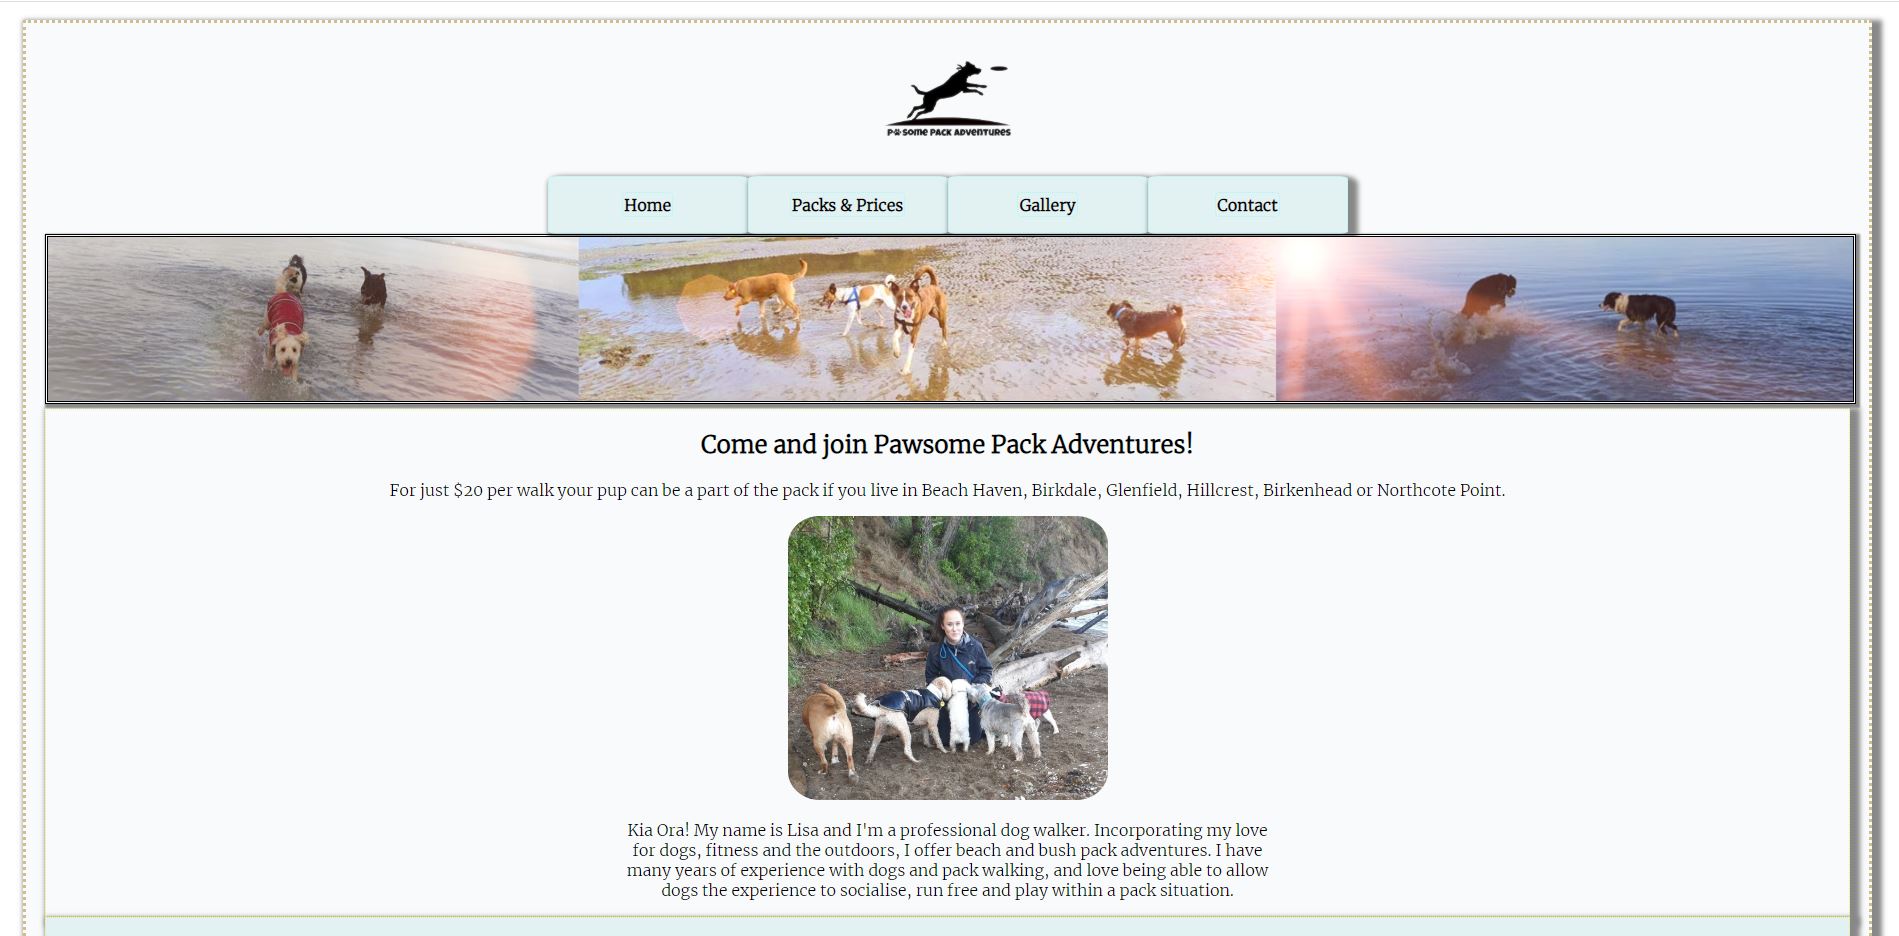 Pawsome Pack Adventures
Home
Packs & Prices
Gallery
Contact
Come and join Pawsome Pack Adventures!
For just $20 per walk your pup can be a part of the pack if you live in Beach Haven, Birkdale, Glenfield, Hillcrest, Birkenhead or Northcote Point.
Kia Ora! My name is Lisa and I'm a professional dog walker. Incorporating my love
for dogs, fitness and the outdoors, I offer beach and bush pack adventures. I have
many years of experience with dogs and pack walking, and love being able to allow
dogs the experience to socialise, run free and play within a pack situation.